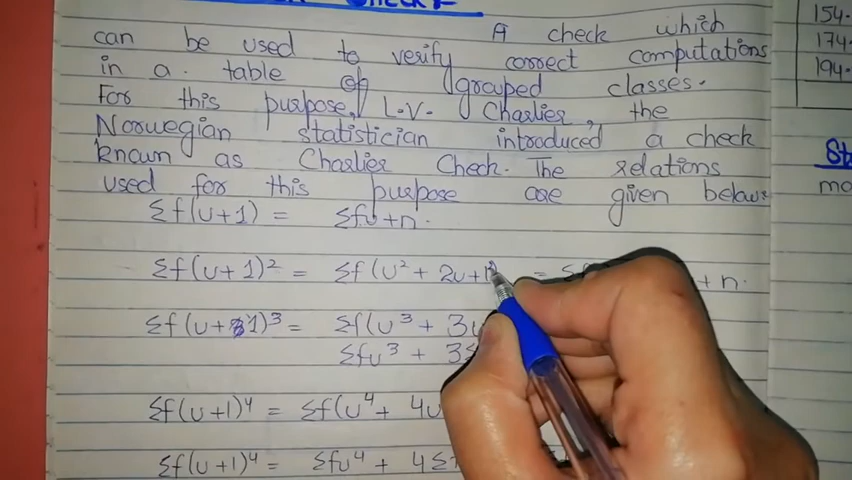 A check which
can be used to verify correct computations
in a table of grouped classes.
For this purpose, L.V. Charlier, the
Norwegian statistician introduced a check
known as Charlier Check. The relations
used for this purpose are given below
Σf(u+1) = Σfu+n.
Σf(u+1)² = Σf(u² + 2u+1 = + n.
Σf(u+1)³ = Σf(u³ +
Σfu³ +
Σf(u+1)⁴ = Σf(u⁴ + 4u
Σf(u+1)⁴ = Σfu⁴ + 4Σ
154.
174.
194.